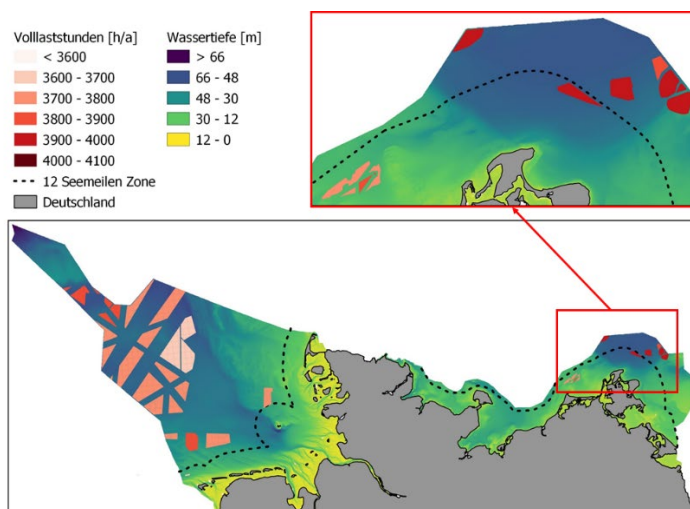 Volllaststunden [h/a]
< 3600
3600 - 3700
3700 - 3800
3800 - 3900
3900 - 4000
4000 - 4100
12 Seemeilen Zone
Deutschland
Wassertiefe [m]
> 66
66 - 48
48 - 30
30 - 12
12 - 0